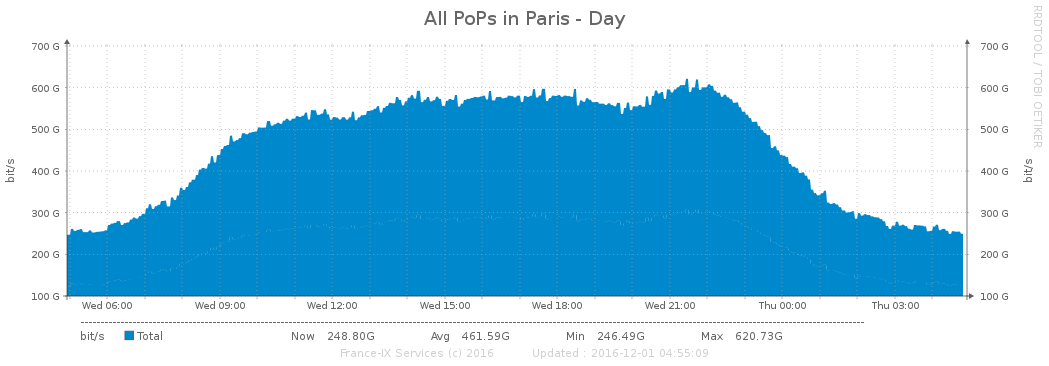 All PoPs in Paris - Day
RRDTOOL / TOBI OETIKER
700 G 700 G
600 G 600 G
500 G 500 G
400 G 400 G
bit/s bit/s
300 G 300 G
200 G 200 G
100 G 100 G
Wed 06:00 Wed 09:00 Wed 12:00 Wed 15:00 Wed 18:00 Wed 21:00 Thu 00:00 Thu 03:00
bit/s Total Now 248.80G Avg 461.59G Min 246.49G Max 620.73G
France-IX Services (c) 2016 Updated : 2016-12-01 04:55:09